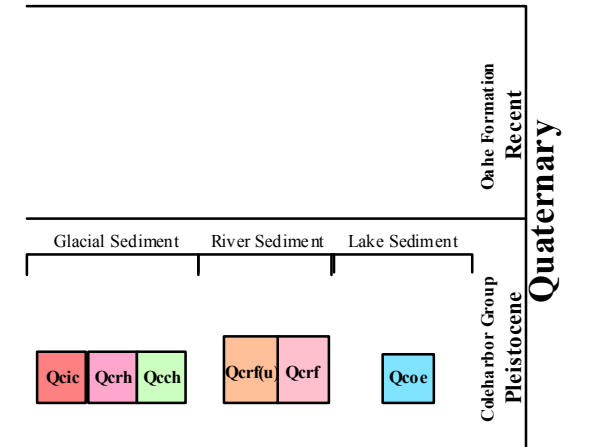 Oahe Formation
Recent
Quaternary
Glacial Sediment River Sediment Lake Sediment
Coleharbor Group
Pleistocene
Qcic Qcrh Qcch Qcrf(u) Qcrf Qcoe